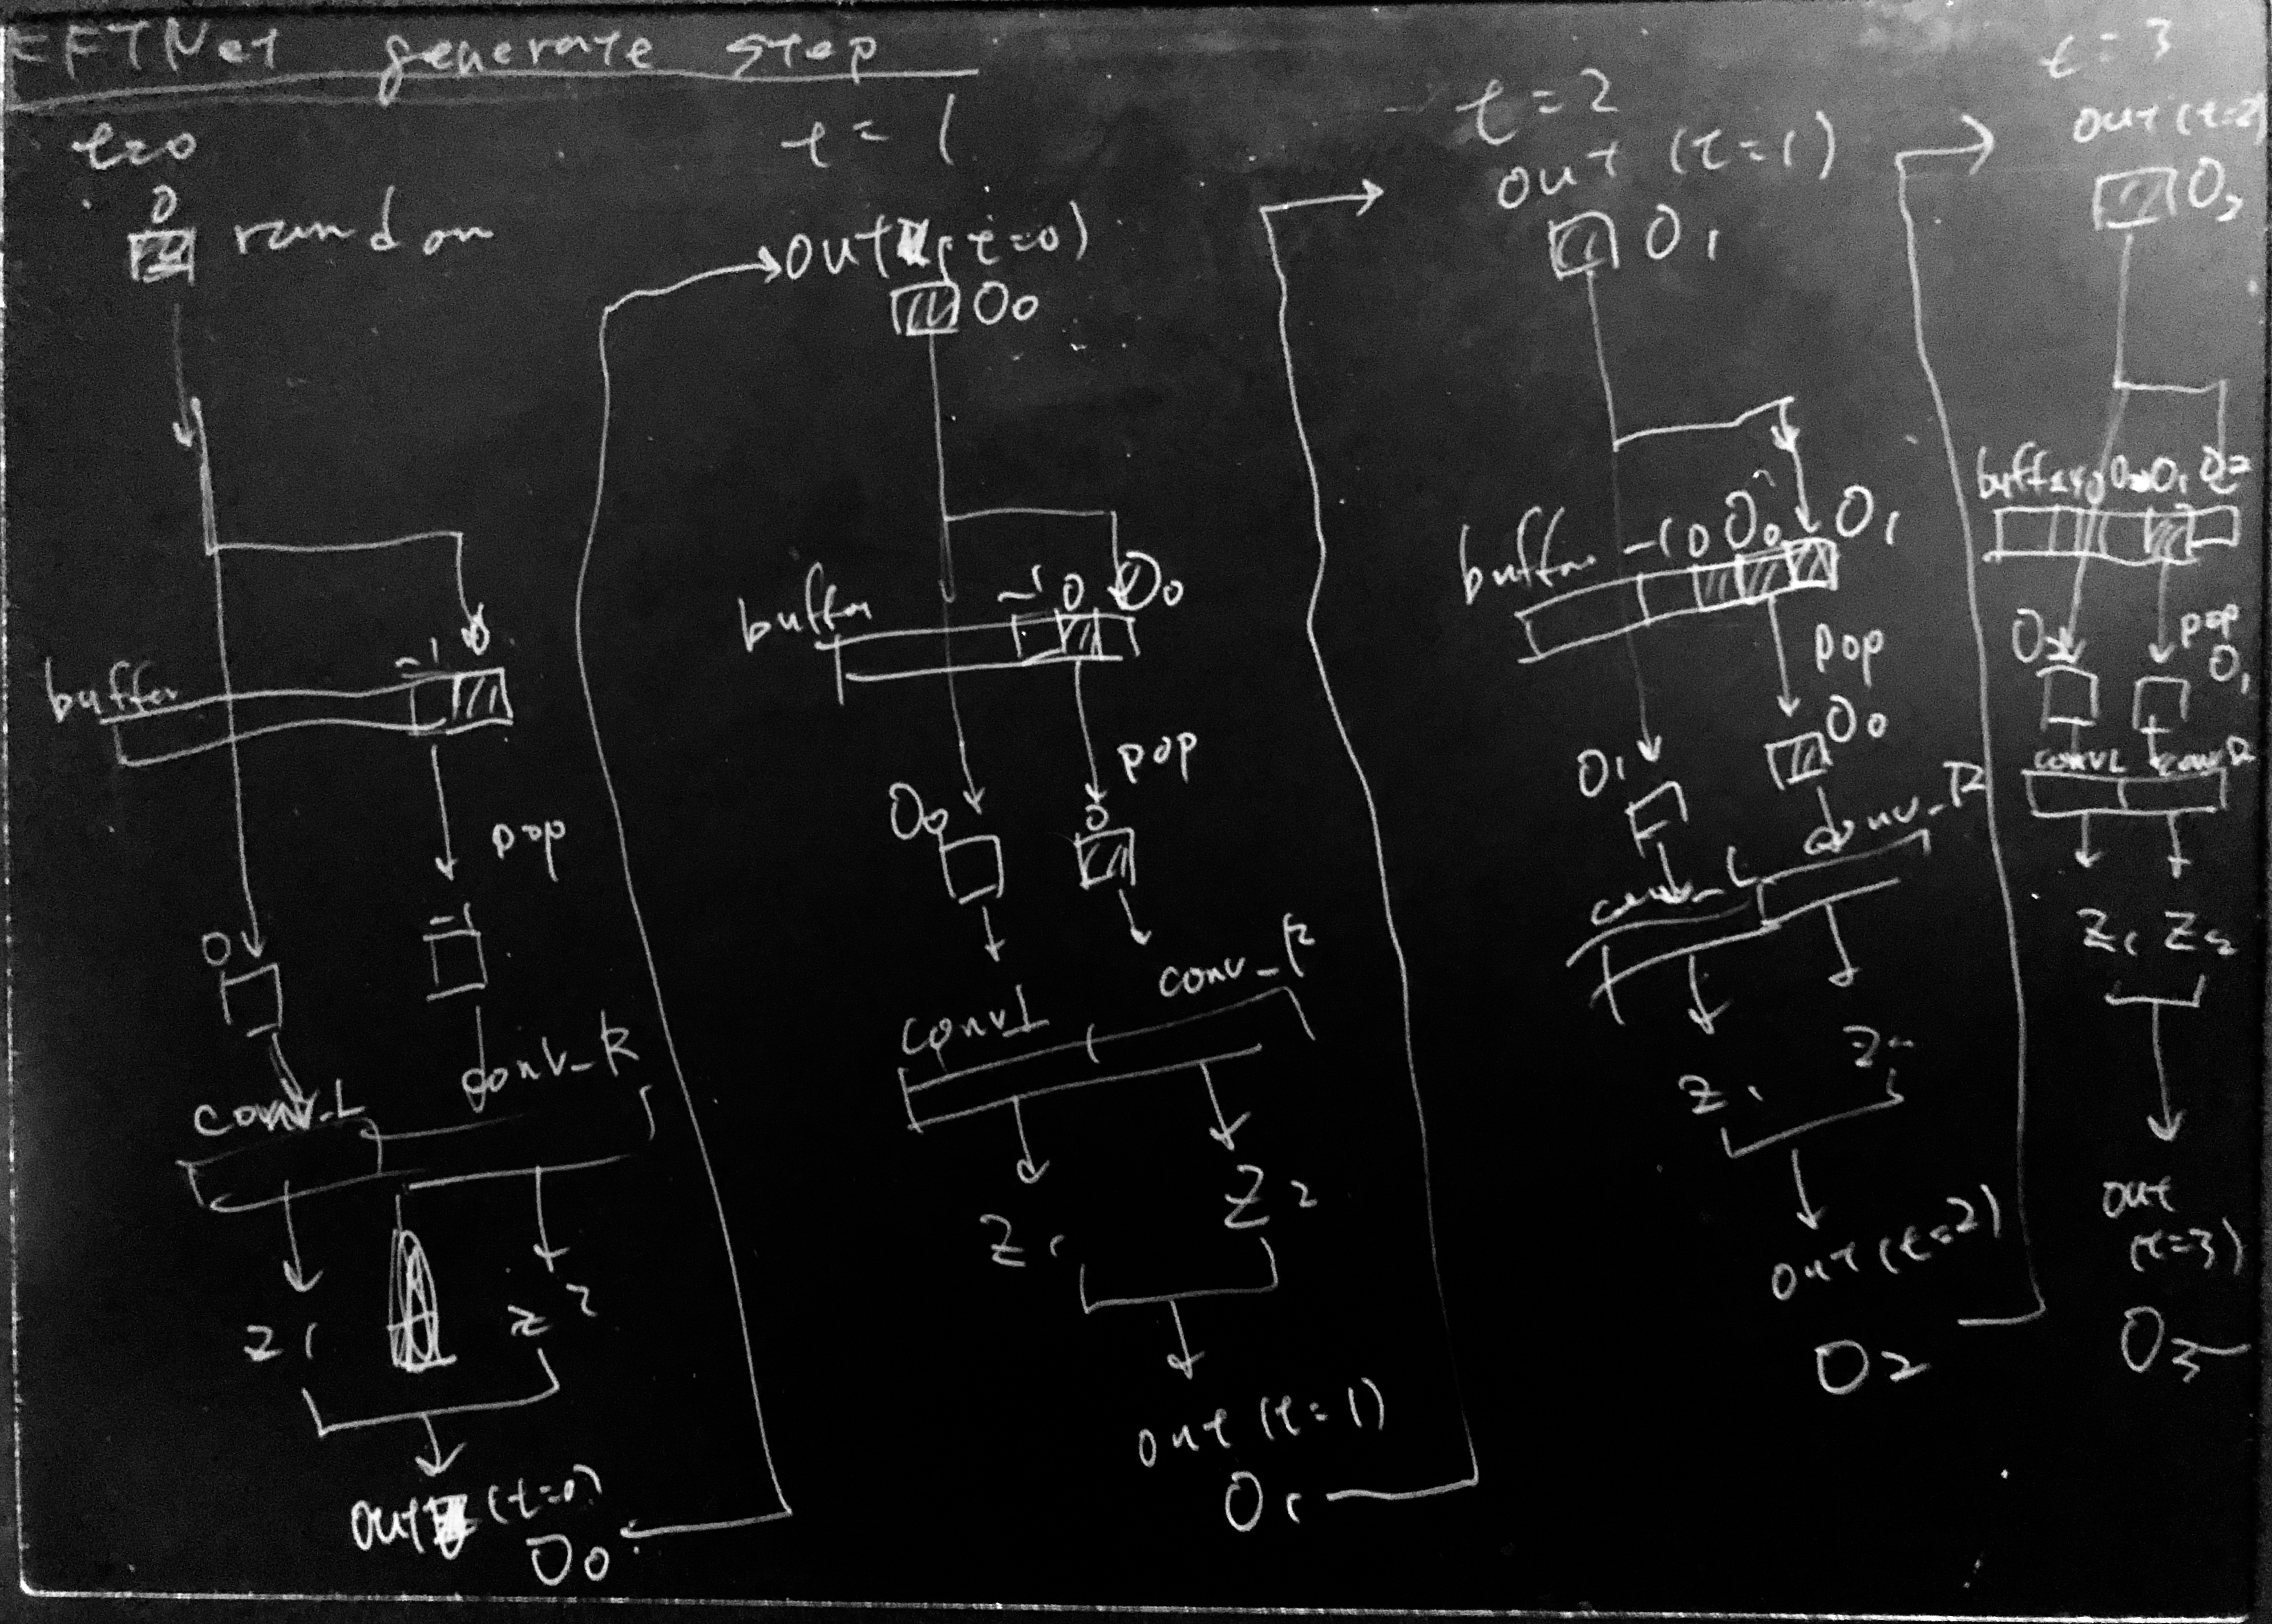 FFTNet generate step
t=0
0
random
buffer
-1
0
pop
0
-1
conv_L
conv_R
z1
z2
out (t=0)
O0
t=1
out (t=0)
O0
buffer
-1 0 O0
pop
O0
0
conv L
conv_R
Z1
Z2
out (t=1)
O1
t=2
out (t=1)
O1
buffer
-1 0 O0 O1
pop
O1
O0
conv_L
conv_R
Z1
Z2
out (t=2)
O2
t=3
out (t=2)
O2
buffer
O0 O1 O2
pop
O2
O1
conv L
conv R
Z1 Z2
out
(t=3)
O3